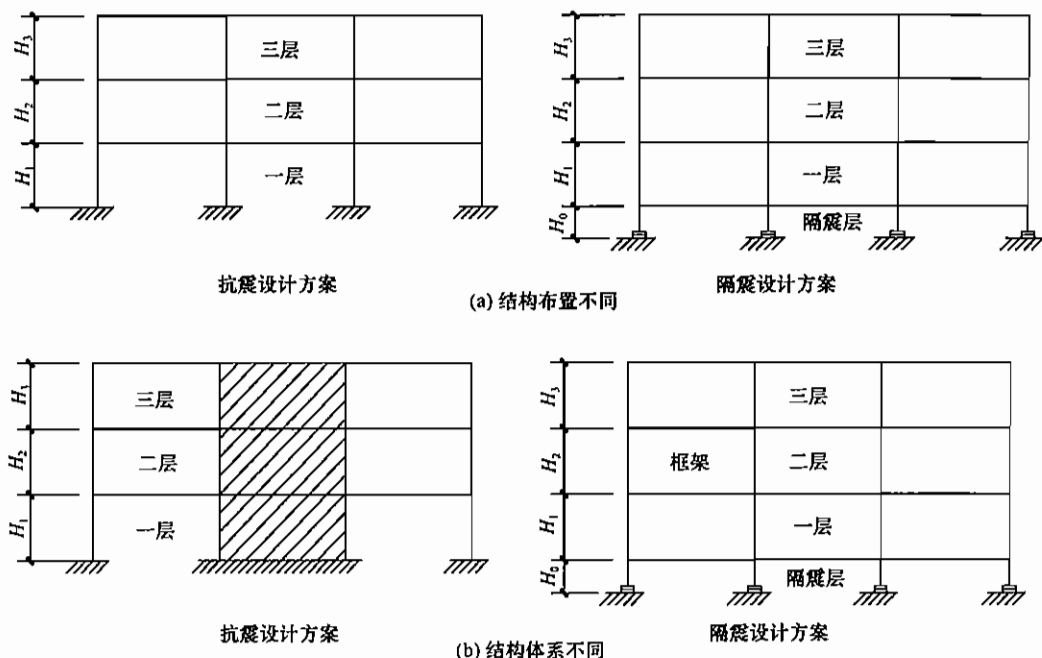 H₃
三层
H₂
二层
H₁
一层
抗震设计方案
H₃
三层
H₂
二层
H₁
一层
H₀
隔震层
隔震设计方案
(a) 结构布置不同
H₃
三层
H₂
二层
H₁
一层
抗震设计方案
H₃
三层
H₂
框架
二层
H₁
一层
H₀
隔震层
隔震设计方案
(b) 结构体系不同